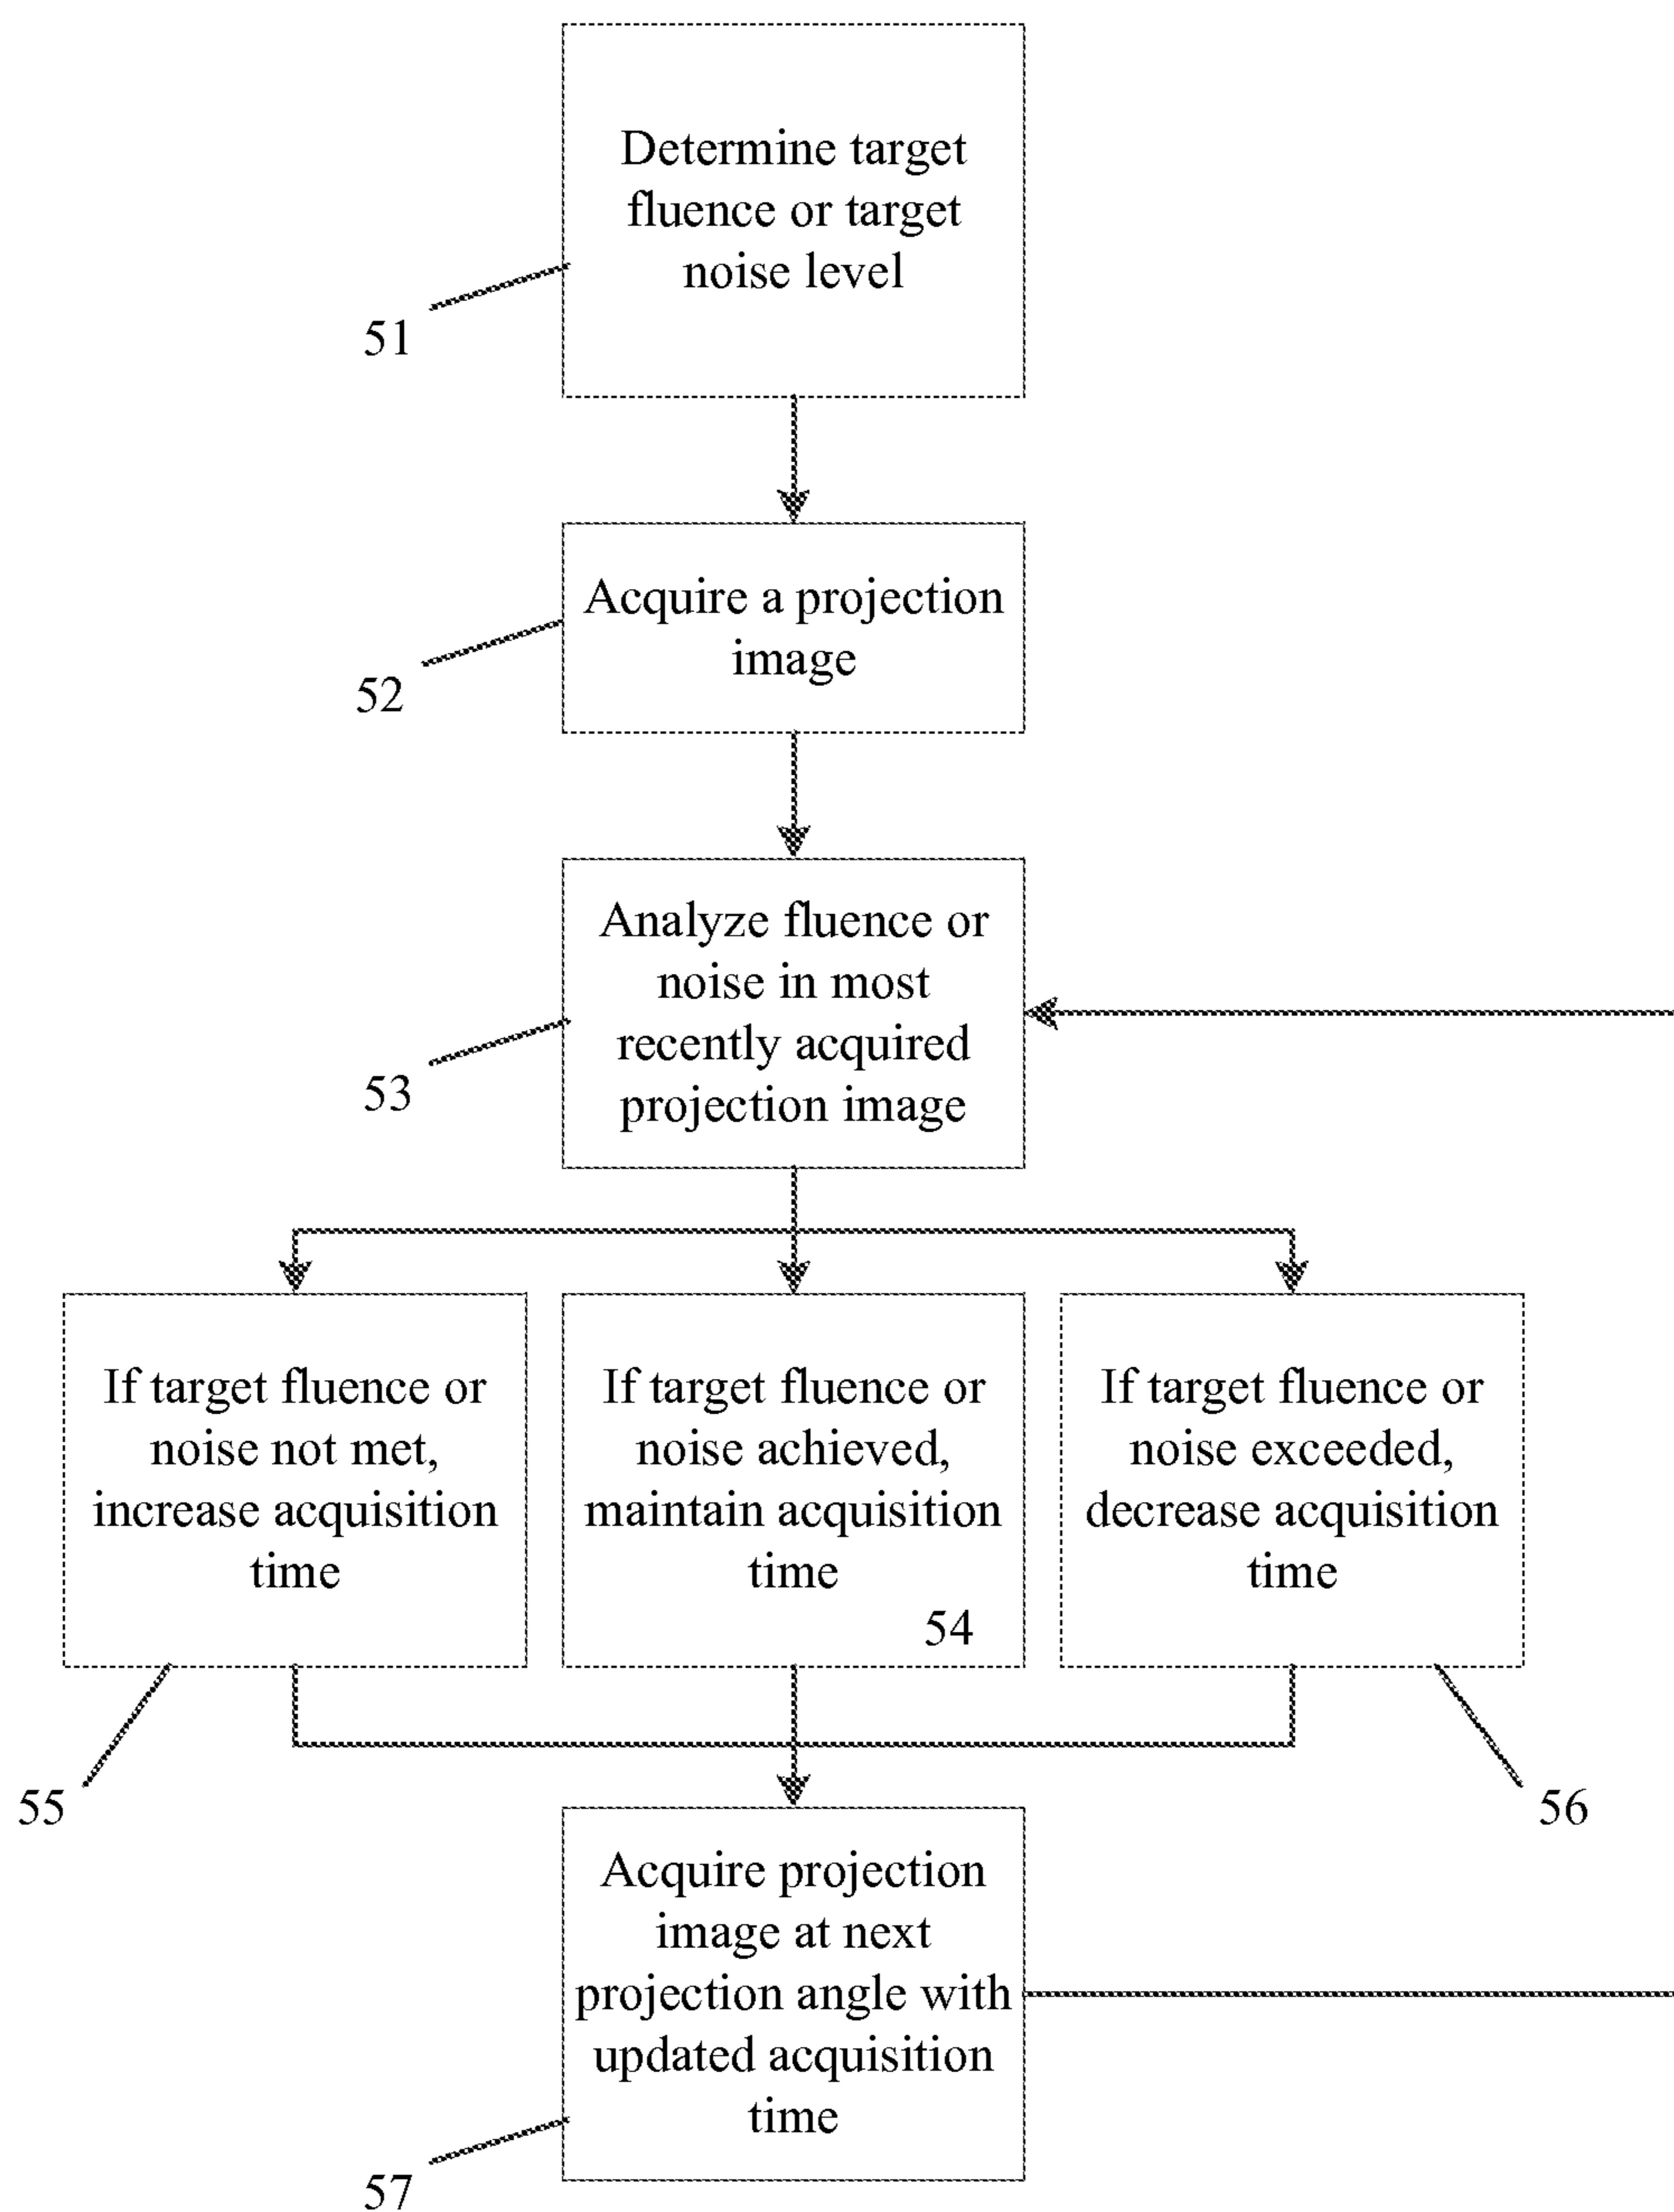 Determine target
fluence or target
noise level
51
Acquire a projection
image
52
Analyze fluence or
noise in most
recently acquired
projection image
53
If target fluence or
noise not met,
increase acquisition
time
55
If target fluence or
noise achieved,
maintain acquisition
time
54
If target fluence or
noise exceeded,
decrease acquisition
time
56
Acquire projection
image at next
projection angle with
updated acquisition
time
57